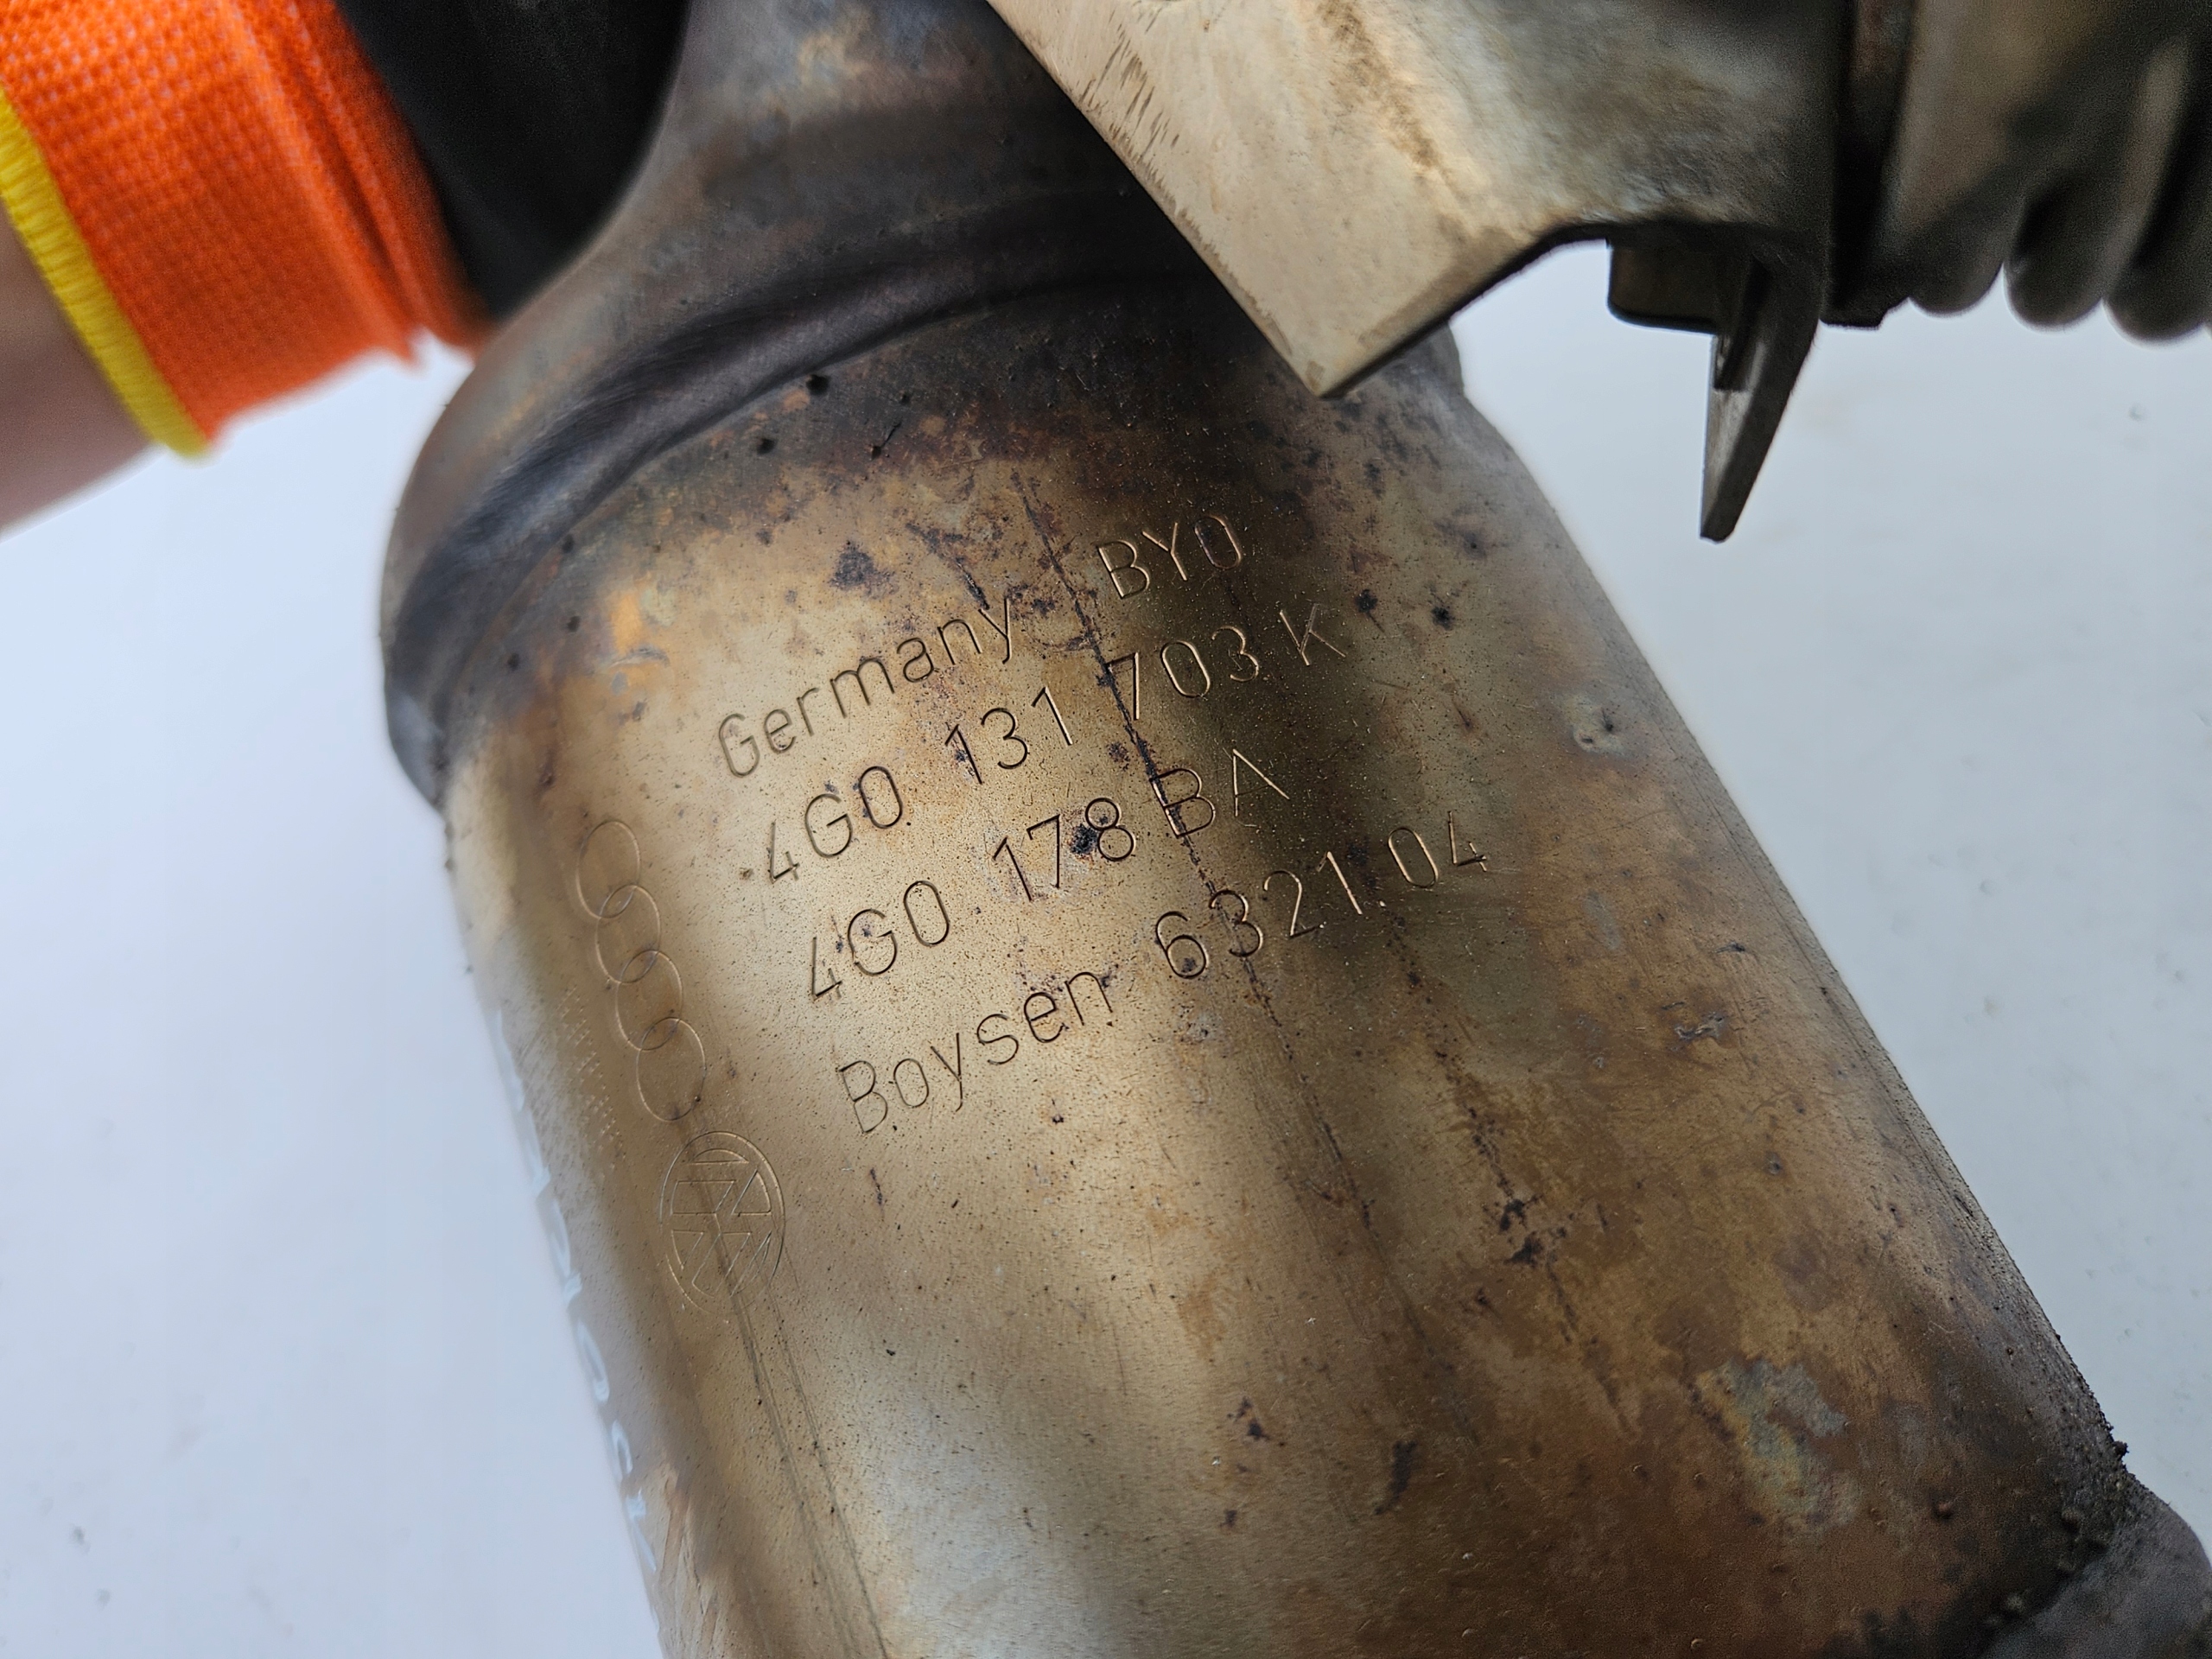 Germany BY0
4G0 131 703 K
4G0 178 BA
Boysen 6321.04